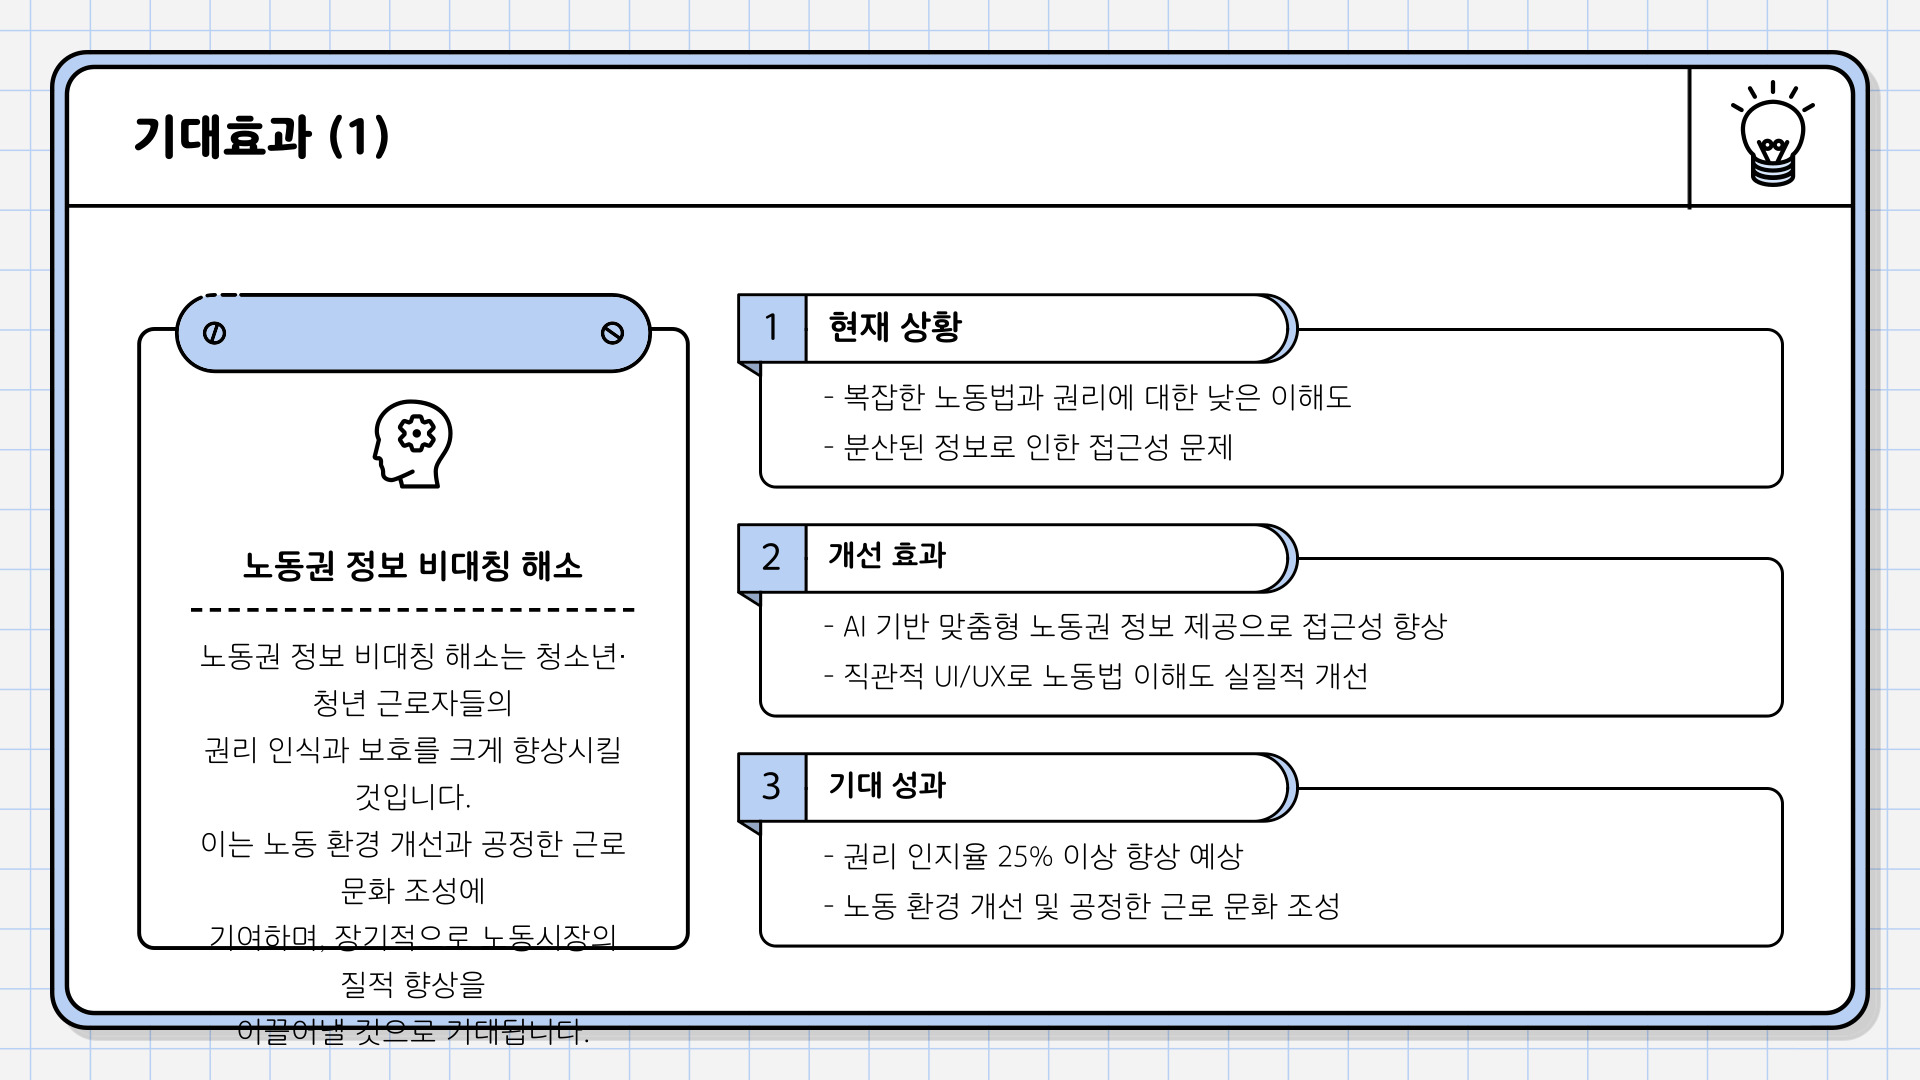 기대효과 (1)
노동권 정보 비대칭 해소
노동권 정보 비대칭 해소는 청소년·
청년 근로자들의
권리 인식과 보호를 크게 향상시킬
것입니다.
이는 노동 환경 개선과 공정한 근로
문화 조성에
기여하며, 장기적으로 노동시장의
질적 향상을
이끌어낼 것으로 기대됩니다.
1 현재 상황
- 복잡한 노동법과 권리에 대한 낮은 이해도
- 분산된 정보로 인한 접근성 문제
2 개선 효과
- AI 기반 맞춤형 노동권 정보 제공으로 접근성 향상
- 직관적 UI/UX로 노동법 이해도 실질적 개선
3 기대 성과
- 권리 인지율 25% 이상 향상 예상
- 노동 환경 개선 및 공정한 근로 문화 조성